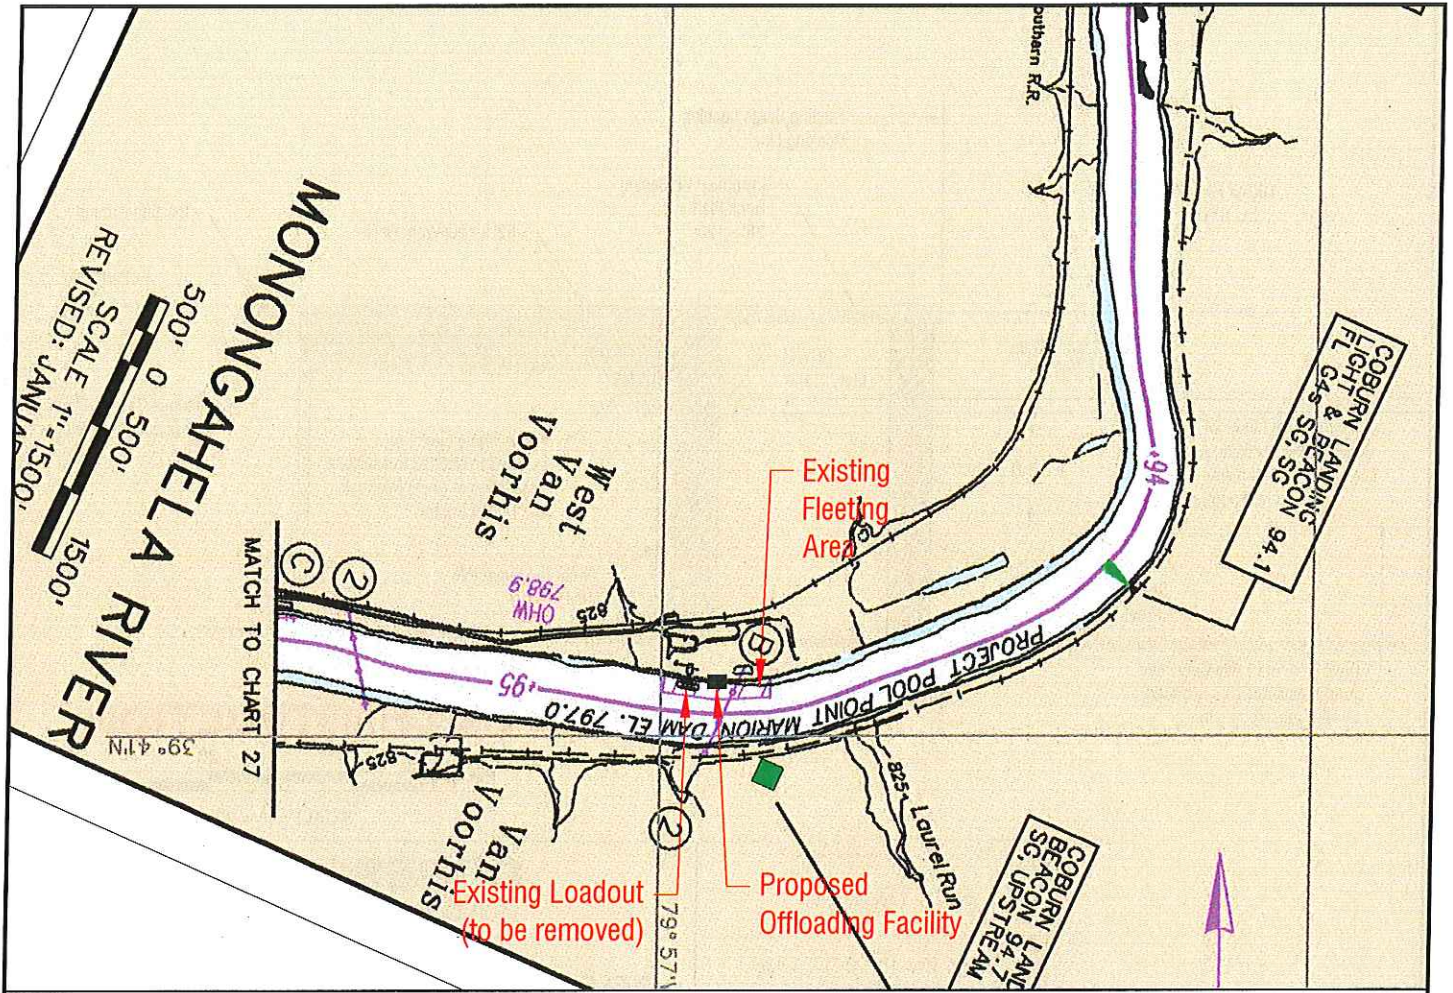 outhern R.R.
MONONGAHELA RIVER
500' 0 500' 1500'
SCALE 1"=1500'
REVISED:
COBURN LANDING
LIGHT & BEACON 94.1
FL G4s SG, SG
94
West
Van
Voorhis
Existing
Fleeting
Area
MATCH TO CHART 27
C
2
OHW
798.9
825
B
95
PROJECT POOL POINT MARION DAM EL. 797.0
39°41'N
825
Van
Voorhis
2
825
Laurel Run
Existing Loadout
(to be removed)
Proposed
Offloading Facility
79°57'
COBURN
BEACON 94.7
SG, UPSTREAM